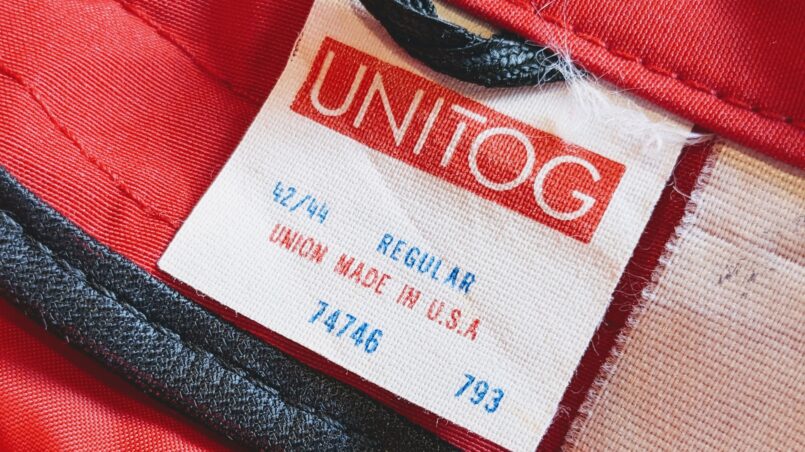 UNITOG
42/44 REGULAR
UNION MADE IN U.S.A
74746 793